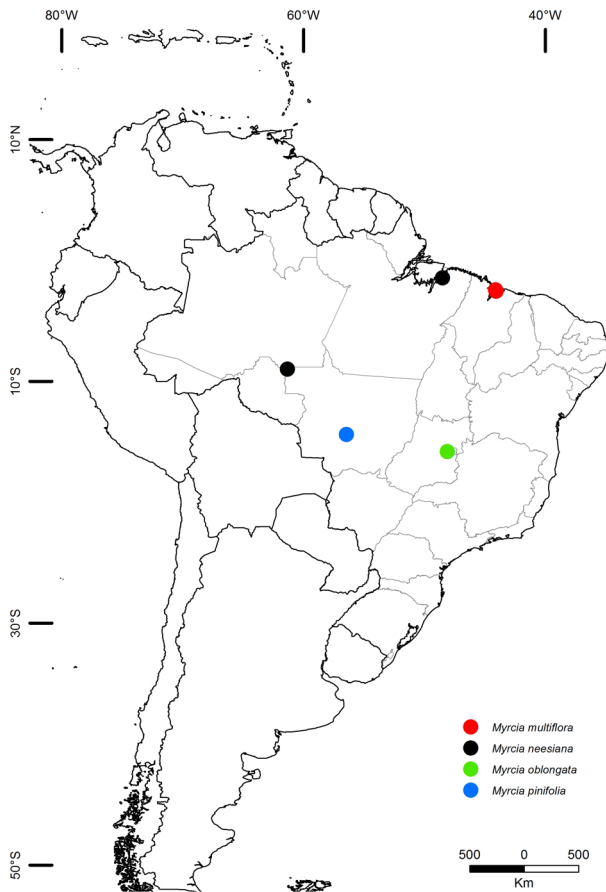 80°W 60°W 40°W
10°N
10°S
30°S
50°S
Myrcia multiflora
Myrcia neesiana
Myrcia oblongata
Myrcia pinifolia
500 0 500
Km